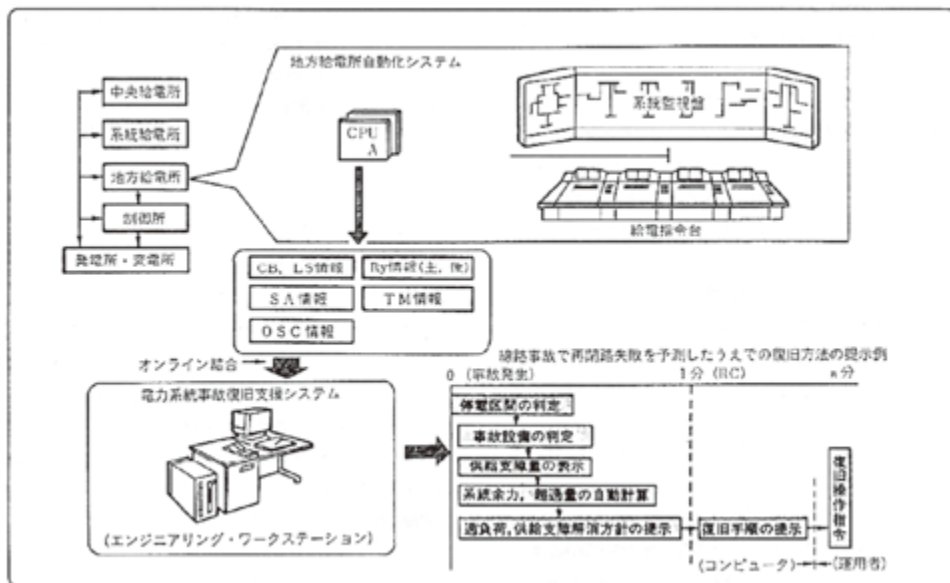 地方給電所自動化システム
中央給電所
系統給電所
地方給電所
制御所
発電所・変電所
CPU
A
系統監視盤
給電指令台
CB, LS情報
Ry情報(主, 後)
SA情報
TM情報
OSC情報
オンライン結合
電力系統事故復旧支援システム
(エンジニアリング・ワークステーション)
線路事故で再閉路失敗を予測したうえでの復旧方法の提示例
0 (事故発生)
1分 (RC)
n分
停電区間の判定
事故設備の判定
供給支障量の表示
系統余力, 超過量の自動計算
過負荷,供給支障解消方針の提示
復旧手順の提示
復旧操作指令
(コンピュータ)
(運用者)